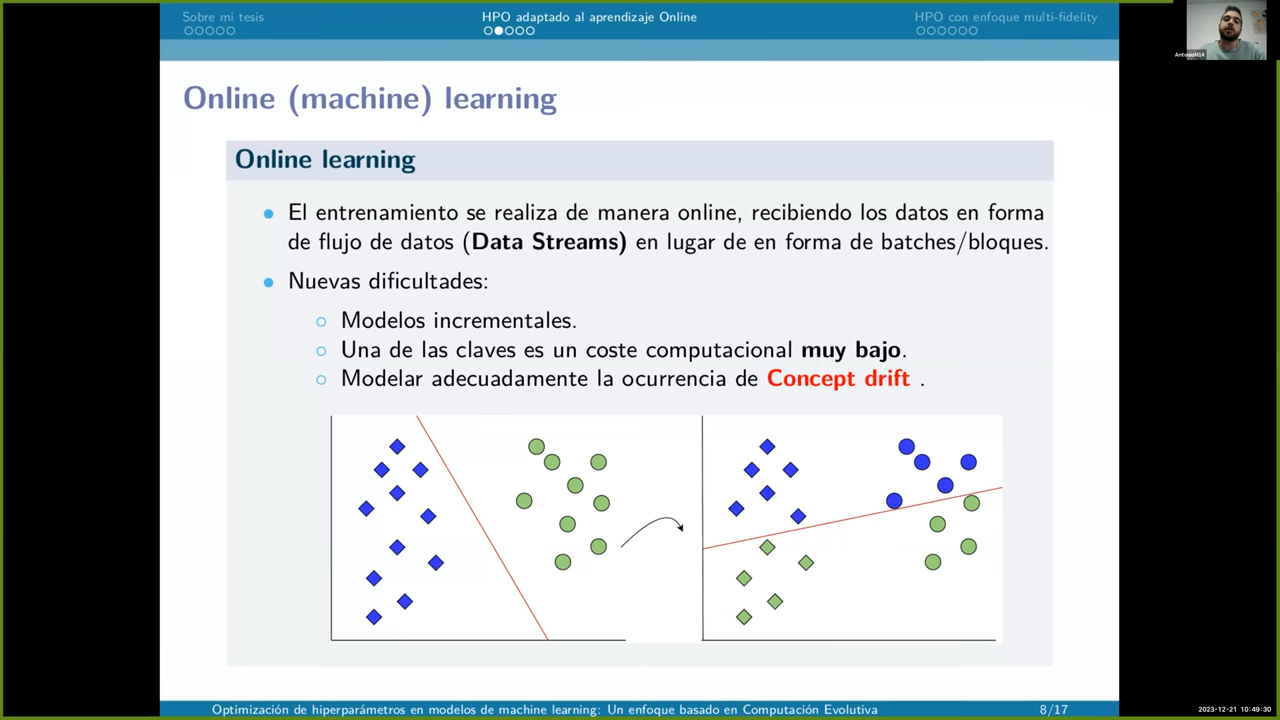 Sobre mi tesis
HPO adaptado al aprendizaje Online
HPO con enfoque multi-fidelity
AntonioM14
Online (machine) learning
Online learning
El entrenamiento se realiza de manera online, recibiendo los datos en forma
de flujo de datos (Data Streams) en lugar de en forma de batches/bloques.
Nuevas dificultades:
Modelos incrementales.
Una de las claves es un coste computacional muy bajo.
Modelar adecuadamente la ocurrencia de Concept drift .
Optimización de hiperparámetros en modelos de machine learning: Un enfoque basado en Computación Evolutiva
8/17
2023-12-21 10:49:30